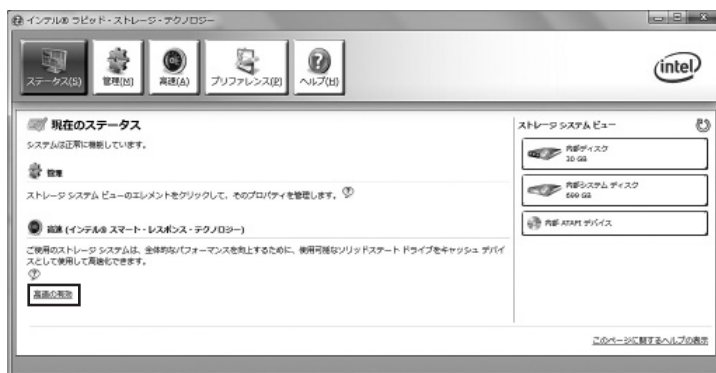 インテル® ラピッド・ストレージ・テクノロジー
ステータス(S)
管理(M)
高速(A)
プリファレンス(P)
ヘルプ(H)
intel
現在のステータス
システムは正常に機能しています。
管理
ストレージ システム ビューのエレメントをクリックして、そのプロパティを管理します。
高速 (インテル® スマート・レスポンス・テクノロジー)
ご使用のストレージ システムは、全体的なパフォーマンスを向上するために、使用可能なソリッドステート ドライブをキャッシュ デバイ
スとして使用して高速化できます。
高速の有効
ストレージ システム ビュー
内部ディスク
20 GB
内部システム ディスク
699 GB
内部 ATAPI デバイス
このページに関するヘルプの表示